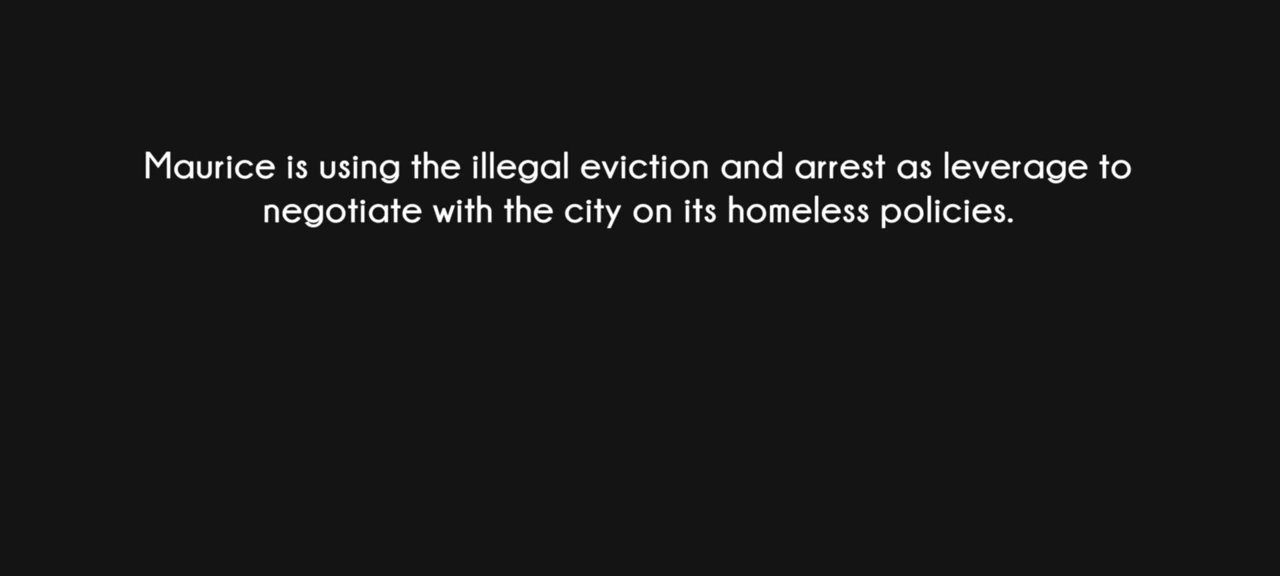 Maurice is using the illegal eviction and arrest as leverage to
negotiate with the city on its homeless policies.